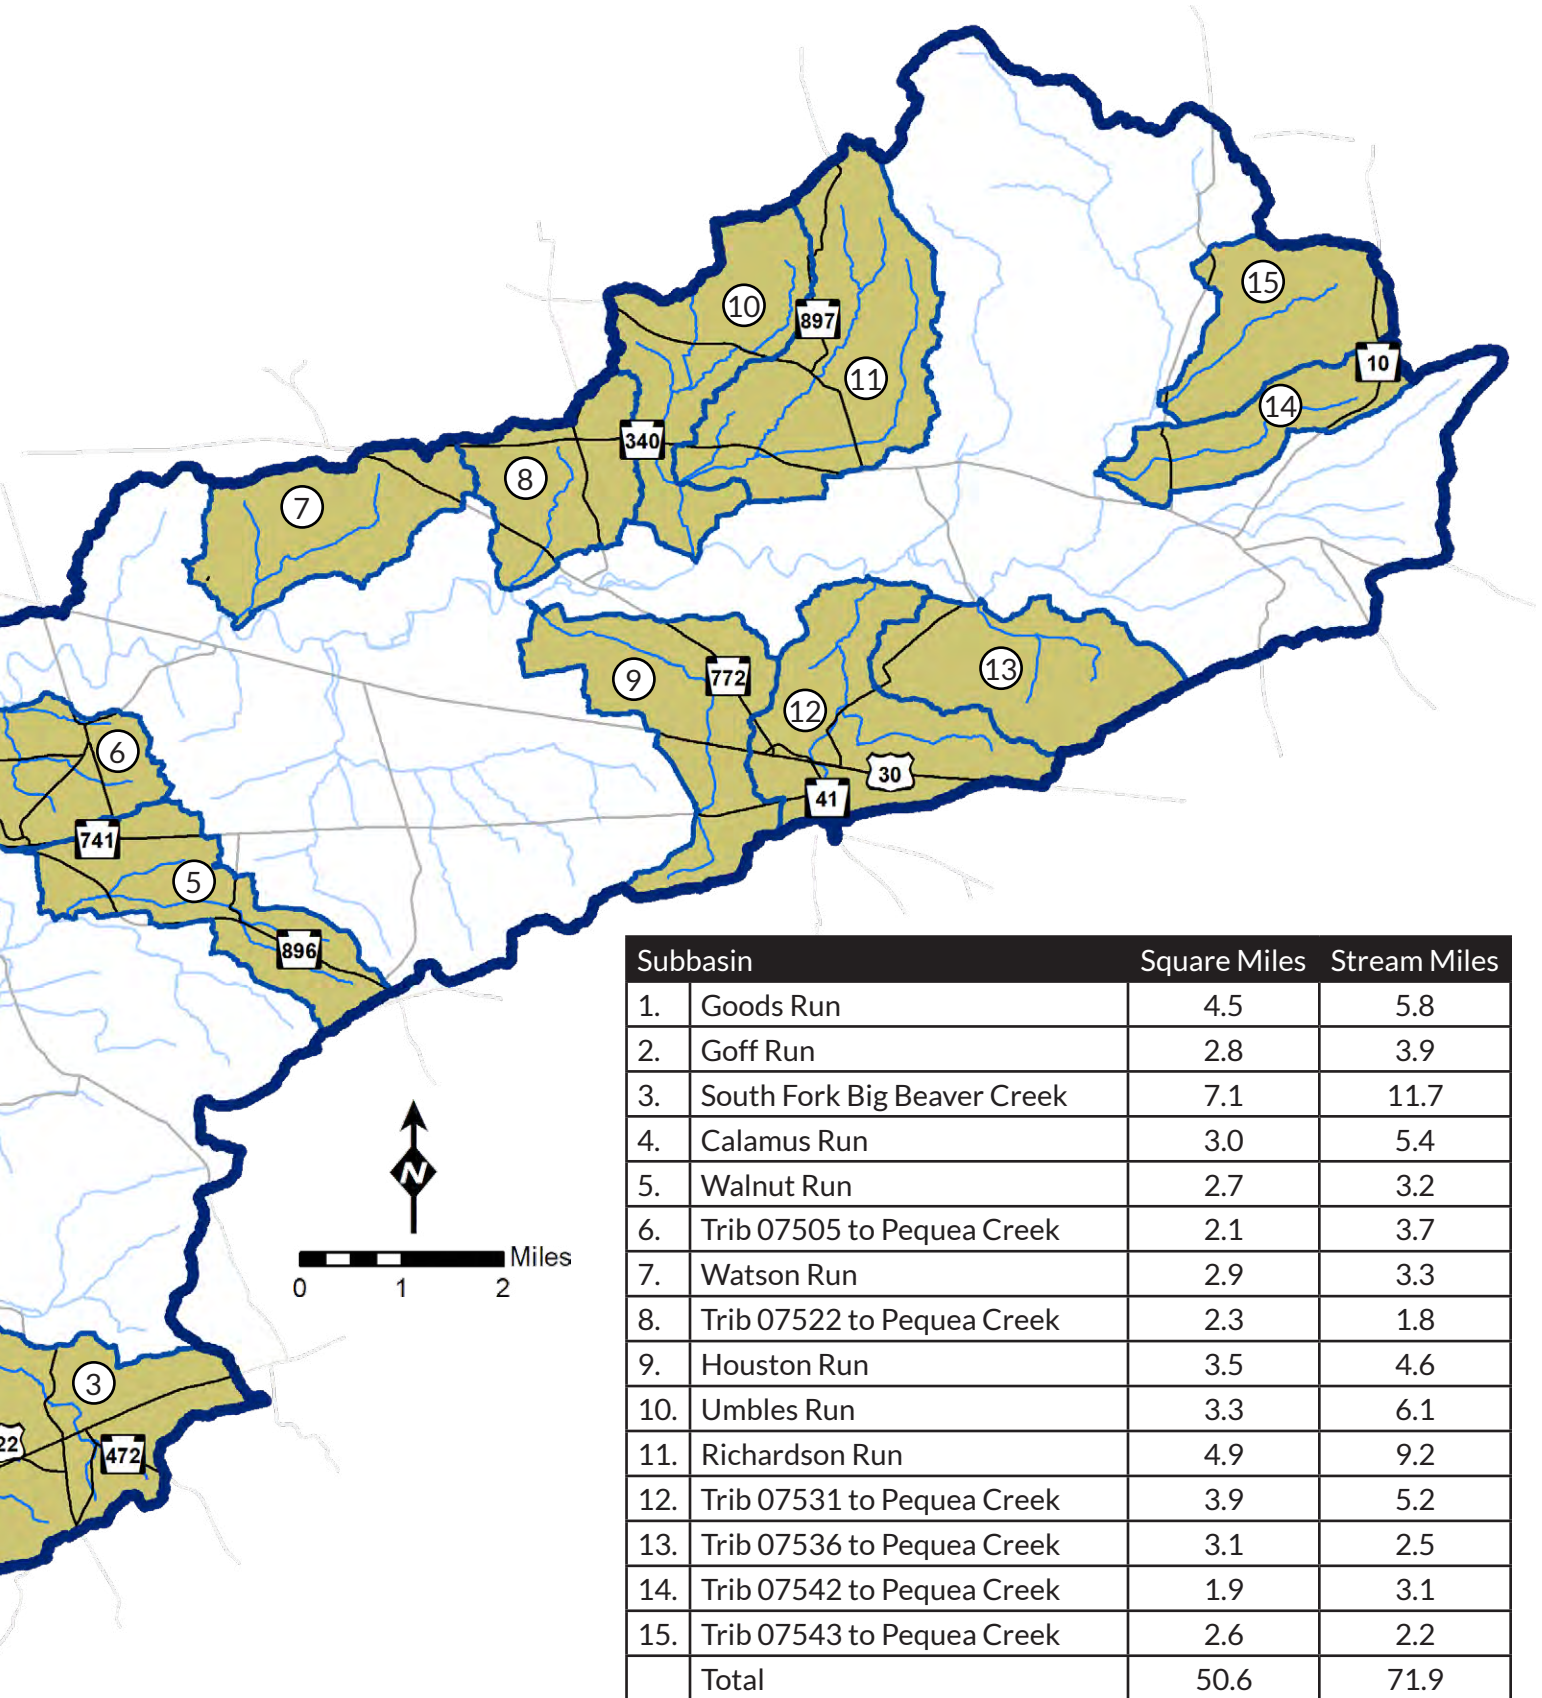 15
10
897
10
11
14
340
8
7
9
772
13
12
6
30
41
741
5
896
N
Miles
0 1 2
3
22
472
Subbasin Square Miles Stream Miles
1. Goods Run 4.5 5.8
2. Goff Run 2.8 3.9
3. South Fork Big Beaver Creek 7.1 11.7
4. Calamus Run 3.0 5.4
5. Walnut Run 2.7 3.2
6. Trib 07505 to Pequea Creek 2.1 3.7
7. Watson Run 2.9 3.3
8. Trib 07522 to Pequea Creek 2.3 1.8
9. Houston Run 3.5 4.6
10. Umbles Run 3.3 6.1
11. Richardson Run 4.9 9.2
12. Trib 07531 to Pequea Creek 3.9 5.2
13. Trib 07536 to Pequea Creek 3.1 2.5
14. Trib 07542 to Pequea Creek 1.9 3.1
15. Trib 07543 to Pequea Creek 2.6 2.2
Total 50.6 71.9